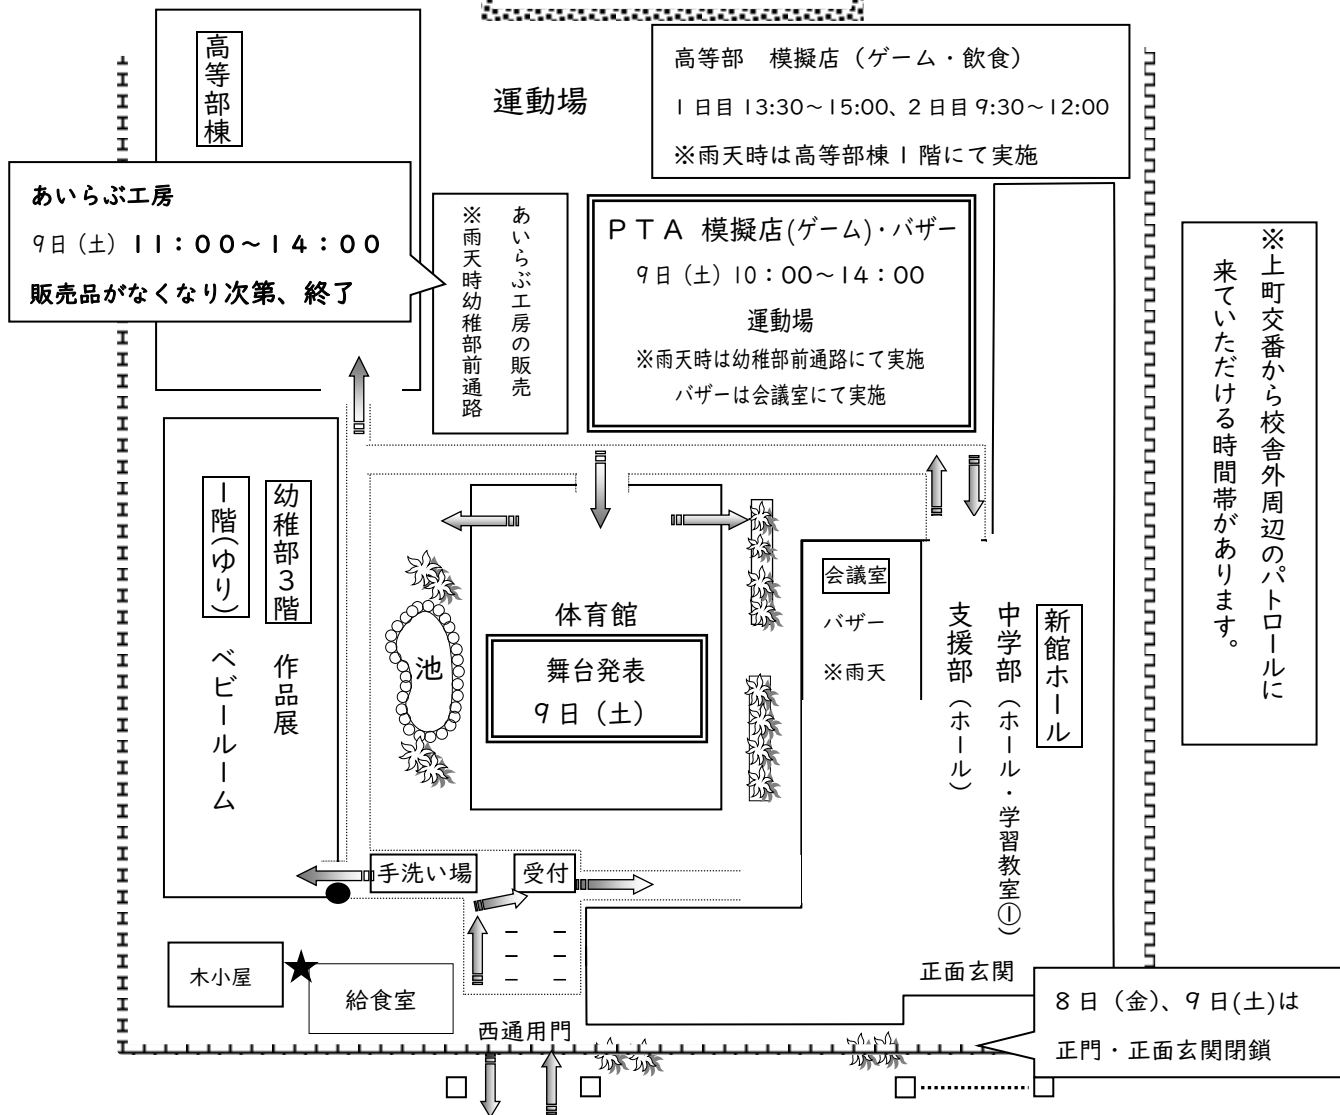 高等部棟
運動場
高等部　模擬店（ゲーム・飲食）
1日目 13:30～15:00、2日目 9:30～12:00
※雨天時は高等部棟1階にて実施
あいらぶ工房
9日（土）11：00～14：00
販売品がなくなり次第、終了
あいらぶ工房の販売
※雨天時幼稚部前通路
ＰＴＡ 模擬店(ゲーム)・バザー
9日（土）10：00～14：00
運動場
※雨天時は幼稚部前通路にて実施
バザーは会議室にて実施
※上町交番から校舎外周辺のパトロールに
来ていただける時間帯があります。
幼稚部3階　作品展
1階(ゆり)　ベビールーム
池
体育館
舞台発表
9日（土）
会議室
バザー
※雨天
新館ホール
中学部（ホール・学習教室①）
支援部（ホール）
手洗い場
受付
木小屋
給食室
西通用門
正面玄関
8日（金）、9日(土)は
正門・正面玄関閉鎖